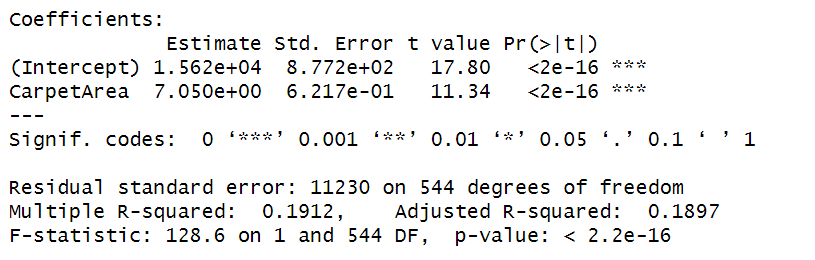 Coefficients:
            Estimate Std. Error t value Pr(>|t|)
(Intercept) 1.562e+04  8.772e+02   17.80   <2e-16 ***
CarpetArea  7.050e+00  6.217e-01   11.34   <2e-16 ***
---
Signif. codes:  0 ‘***’ 0.001 ‘**’ 0.01 ‘*’ 0.05 ‘.’ 0.1 ‘ ’ 1
Residual standard error: 11230 on 544 degrees of freedom
Multiple R-squared:  0.1912,    Adjusted R-squared:  0.1897
F-statistic: 128.6 on 1 and 544 DF,  p-value: < 2.2e-16